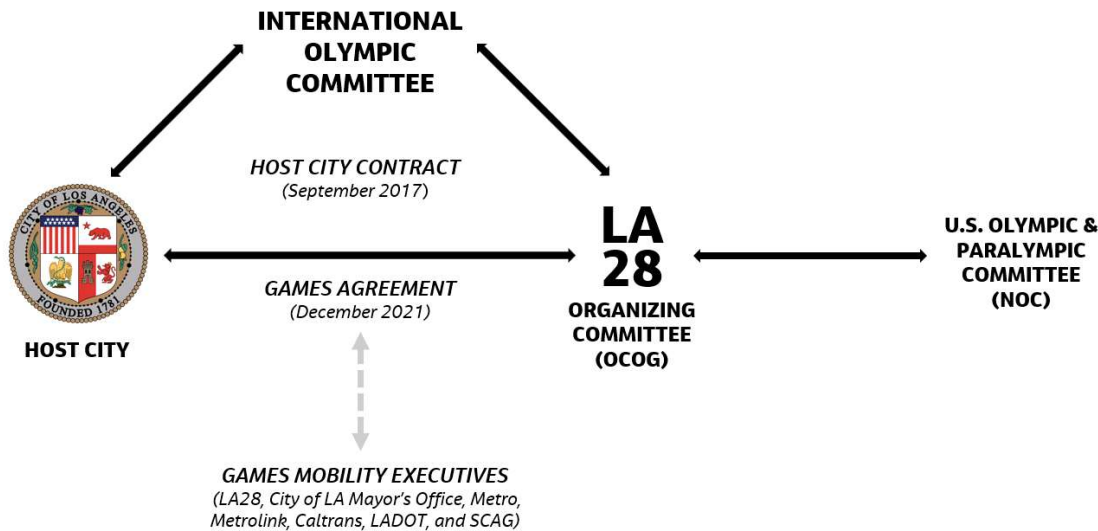 INTERNATIONAL
OLYMPIC
COMMITTEE
HOST CITY CONTRACT
(September 2017)
CITY OF LOS ANGELES
FOUNDED 1781
HOST CITY
GAMES AGREEMENT
(December 2021)
LA
28
ORGANIZING
COMMITTEE
(OCOG)
U.S. OLYMPIC &
PARALYMPIC
COMMITTEE
(NOC)
GAMES MOBILITY EXECUTIVES
(LA28, City of LA Mayor's Office, Metro,
Metrolink, Caltrans, LADOT, and SCAG)